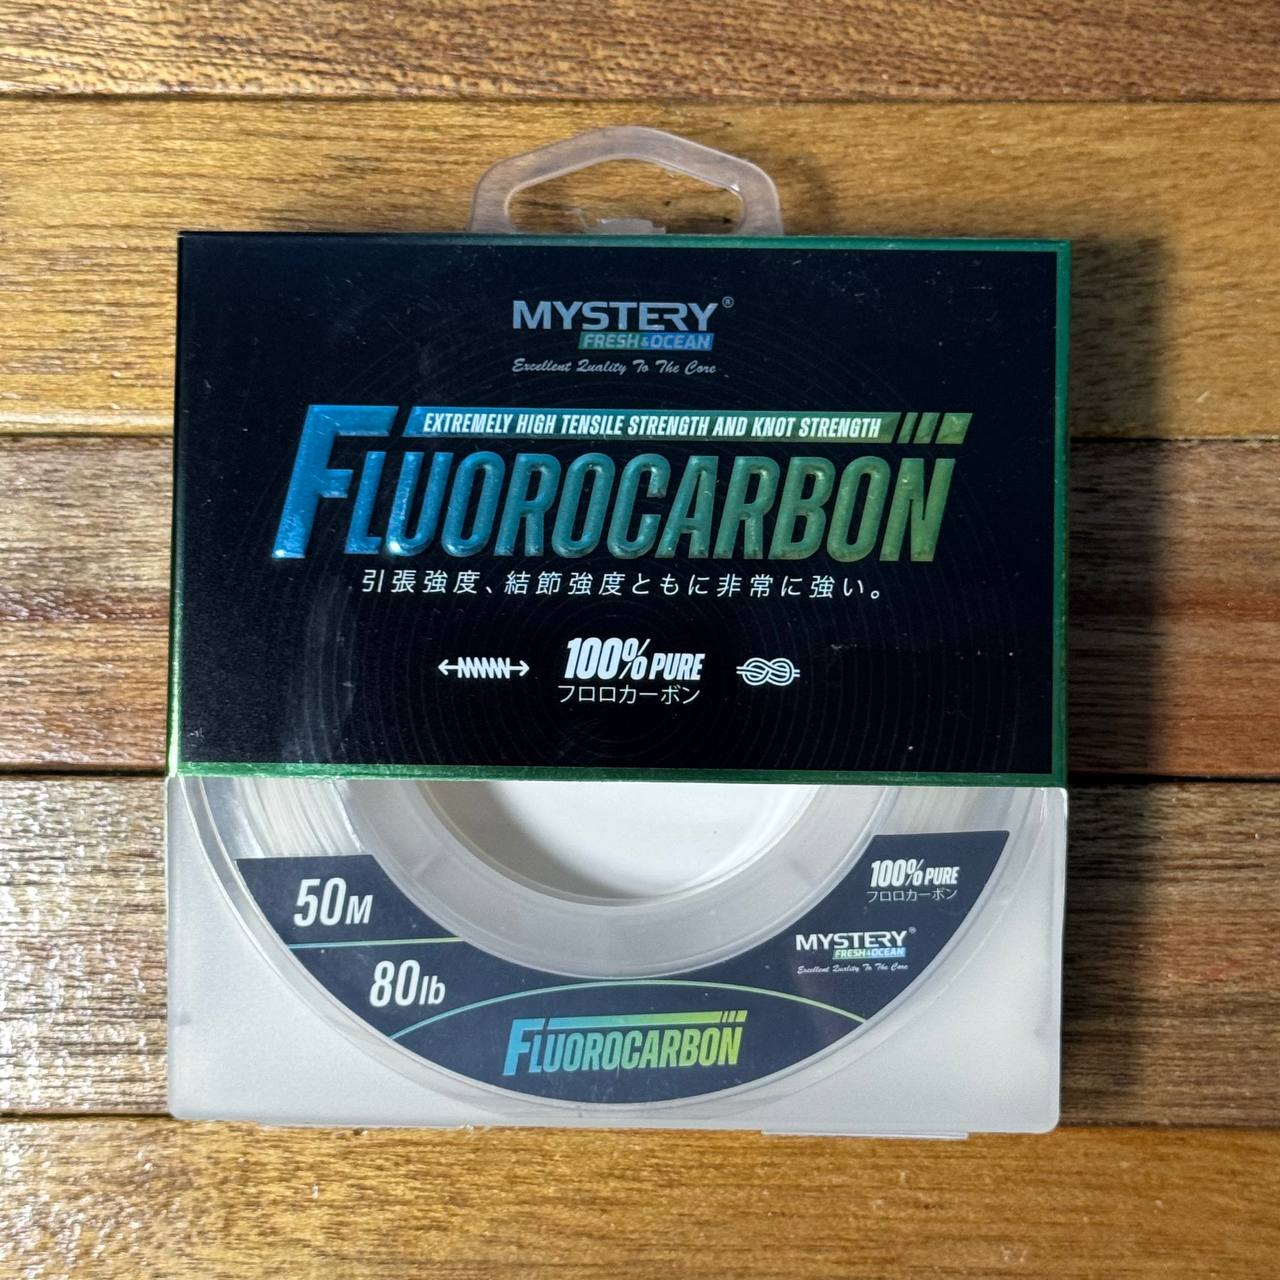 MYSTERY®
FRESH&OCEAN
Excellent Quality To The Core
EXTREMELY HIGH TENSILE STRENGTH AND KNOT STRENGTH
FLUOROCARBON
引張強度、結節強度ともに非常に強い。
100% PURE
フロロカーボン
50M
80lb
100% PURE
フロロカーボン
MYSTERY®
FRESH&OCEAN
Excellent Quality To The Core
FLUOROCARBON